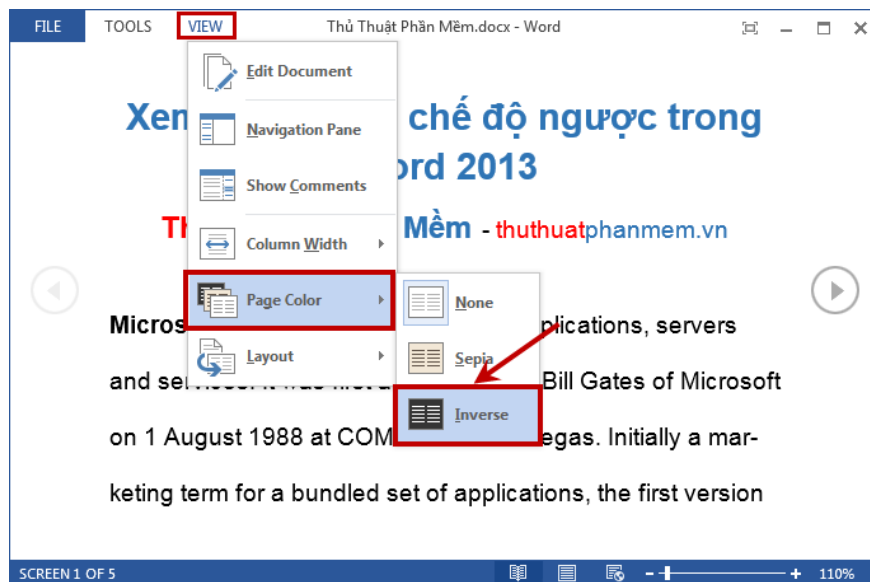 FILE TOOLS VIEW Thủ Thuật Phần Mềm.docx - Word
Edit Document
Navigation Pane
Show Comments
Column Width
Page Color
Layout
None
Sepia
Inverse
Xen chế độ ngược trong
ord 2013
Th Mềm - thuthuatphanmem.vn
Micros plications, servers
and se Bill Gates of Microsoft
on 1 August 1988 at COM egas. Initially a mar-
keting term for a bundled set of applications, the first version
SCREEN 1 OF 5 110%